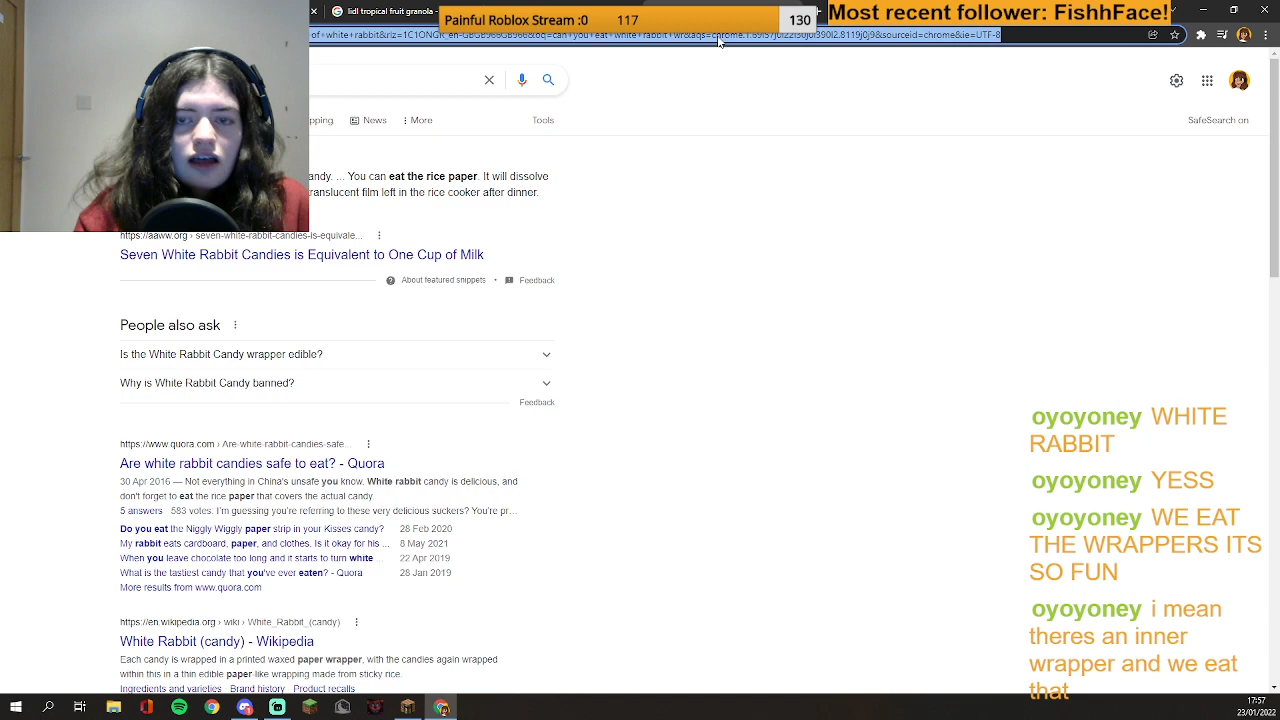 Painful Roblox Stream :0 117 130
Most recent follower: FishhFace!
News
More
Tools
SafeSearch on
andy. ... You can eat the rice paper. It will dissolve
translucent film left in the rice cooker after dinner.
https://aaww.org › seven-white-rabbit-candies-is-equivale...
Seven White Rabbit Candies is Equivalent to One Cup of Milk
About featured snippets • Feedback
People also ask
Is the White Rabbit Candy wrapper edible?
Why is White Rabbit Candy banned?
Feedback
https://www.quora.com › Are-white-rabbit-candies-safe...
Are white rabbit candies safe to eat? - Quora
30 Apr 2016 — Not everything in China's unsafe you know. White rabbit candy is delicious, and
don't forget to eat the rice paper that covers the actual candy.
5 answers · 583 votes: I'm guessing you're referring to these very delicious suckers? You're pr...
Do you eat the Niggly Wiggly paper strip in your Kisses candy? 28 Feb 2020
My rabbit eats cardboard, paper, and clothes. Is it okay for his ... 8 May 2021
When you leave chocolate too long and it starts to turn white ... 22 Apr 2019
What is the tastiest candy that you've ever eaten? - Quora 28 Jan 2019
More results from www.quora.com
https://en.wikipedia.org › wiki › White_Rabbit_(candy)
White Rabbit (candy) - Wikipedia
Each candy is wrapped in a printed waxed paper wrapper, with the candies again wrapped
within this in a thin edible paper like wrapping made from sticky rice.
Ingredients and varieties · Brand history · Product recalls
oyoyoney WHITE
RABBIT
oyoyoney YESS
oyoyoney WE EAT
THE WRAPPERS ITS
SO FUN
oyoyoney i mean
theres an inner
wrapper and we eat
that
17:57
23/01/2022